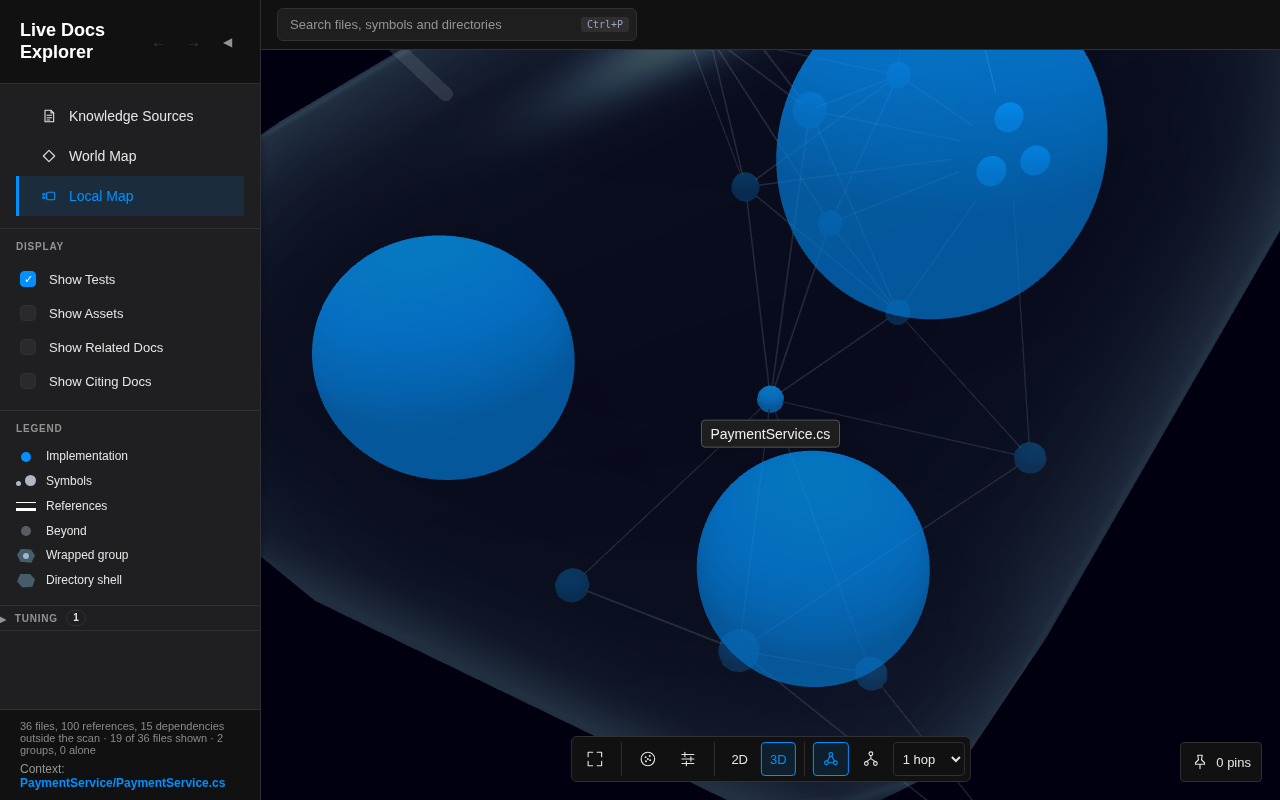 Live Docs
Explorer
Search files, symbols and directories
Ctrl+P
Knowledge Sources
World Map
Local Map
DISPLAY
Show Tests
Show Assets
Show Related Docs
Show Citing Docs
LEGEND
Implementation
Symbols
References
Beyond
Wrapped group
Directory shell
TUNING 1
36 files, 100 references, 15 dependencies
outside the scan · 19 of 36 files shown · 2
groups, 0 alone
Context:
PaymentService/PaymentService.cs
PaymentService.cs
2D 3D 1 hop
0 pins